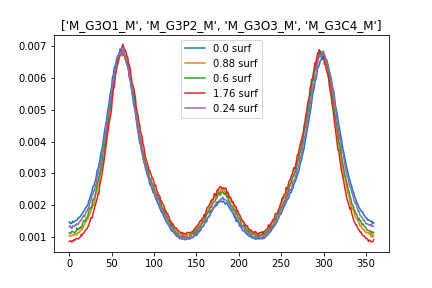 ['M_G3O1_M', 'M_G3P2_M', 'M_G3O3_M', 'M_G3C4_M']
0.007
0.006
0.005
0.004
0.003
0.002
0.001
0.0 surf
0.88 surf
0.6 surf
1.76 surf
0.24 surf
0 50 100 150 200 250 300 350